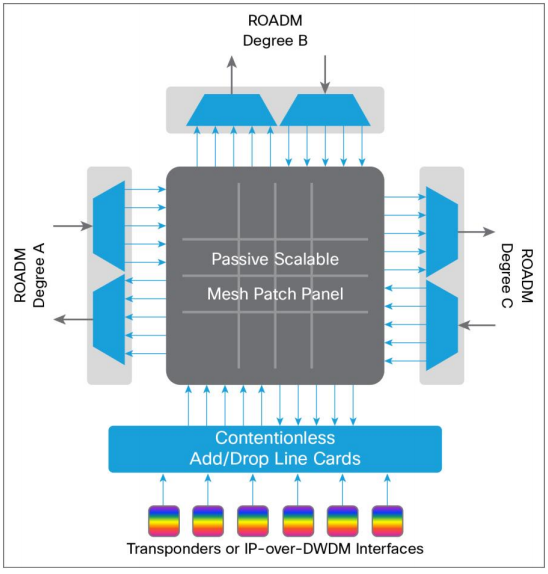 ROADM
Degree B
ROADM
Degree A
Passive Scalable
Mesh Patch Panel
ROADM
Degree C
Contentionless
Add/Drop Line Cards
Transponders or IP-over-DWDM Interfaces